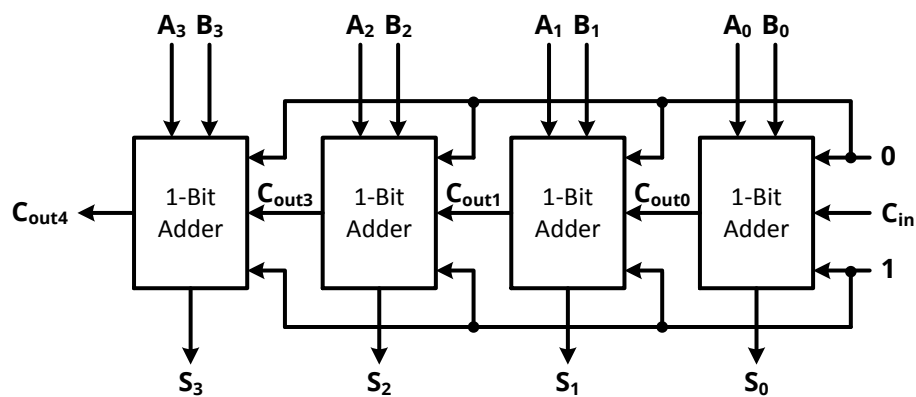 A₃ B₃ A₂ B₂ A₁ B₁ A₀ B₀
0
1-Bit Adder
1-Bit Adder
1-Bit Adder
1-Bit Adder
Cout4
Cout3
Cout1
Cout0
Cin
1
S₃ S₂ S₁ S₀